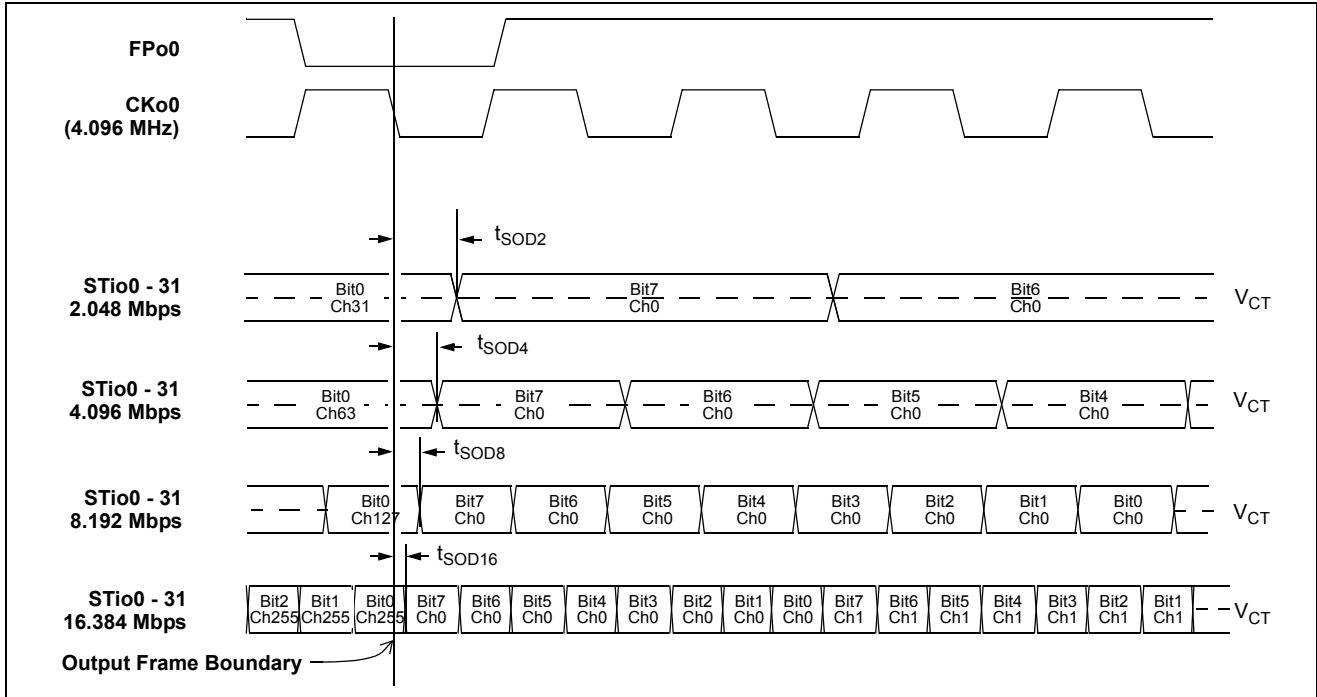 FPo0
CKo0
(4.096 MHz)
tSOD2
STio0 - 31
2.048 Mbps
Bit0
Ch31
Bit7
Ch0
Bit6
Ch0
VCT
tSOD4
STio0 - 31
4.096 Mbps
Bit0
Ch63
Bit7
Ch0
Bit6
Ch0
Bit5
Ch0
Bit4
Ch0
VCT
tSOD8
STio0 - 31
8.192 Mbps
Bit0
Ch127
Bit7
Ch0
Bit6
Ch0
Bit5
Ch0
Bit4
Ch0
Bit3
Ch0
Bit2
Ch0
Bit1
Ch0
Bit0
Ch0
VCT
tSOD16
STio0 - 31
16.384 Mbps
Bit2
Ch255
Bit1
Ch255
Bit0
Ch255
Bit7
Ch0
Bit6
Ch0
Bit5
Ch0
Bit4
Ch0
Bit3
Ch0
Bit2
Ch0
Bit1
Ch0
Bit0
Ch0
Bit7
Ch1
Bit6
Ch1
Bit5
Ch1
Bit4
Ch1
Bit3
Ch1
Bit2
Ch1
Bit1
Ch1
VCT
Output Frame Boundary